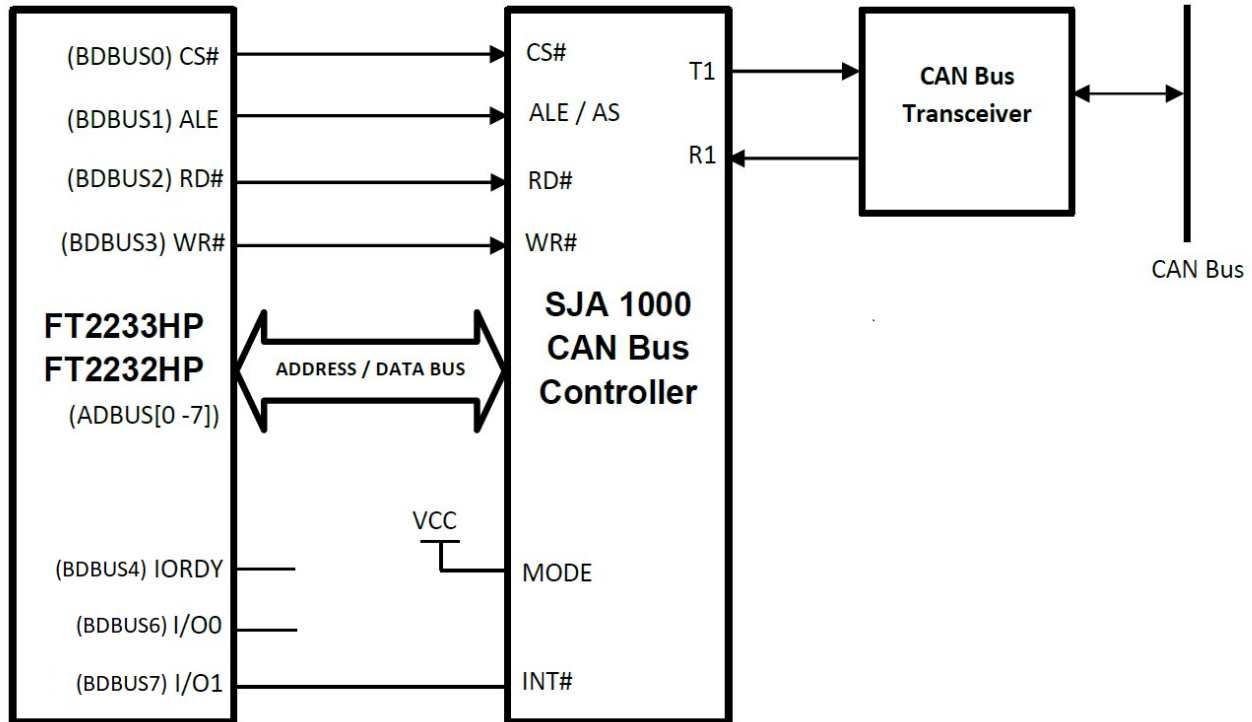 (BDBUS0) CS#
(BDBUS1) ALE
(BDBUS2) RD#
(BDBUS3) WR#
FT2233HP
FT2232HP
(ADBUS[0 -7])
(BDBUS4) IORDY
(BDBUS6) I/O0
(BDBUS7) I/O1
ADDRESS / DATA BUS
VCC
CS#
ALE / AS
RD#
WR#
SJA 1000
CAN Bus
Controller
MODE
INT#
T1
R1
CAN Bus
Transceiver
CAN Bus